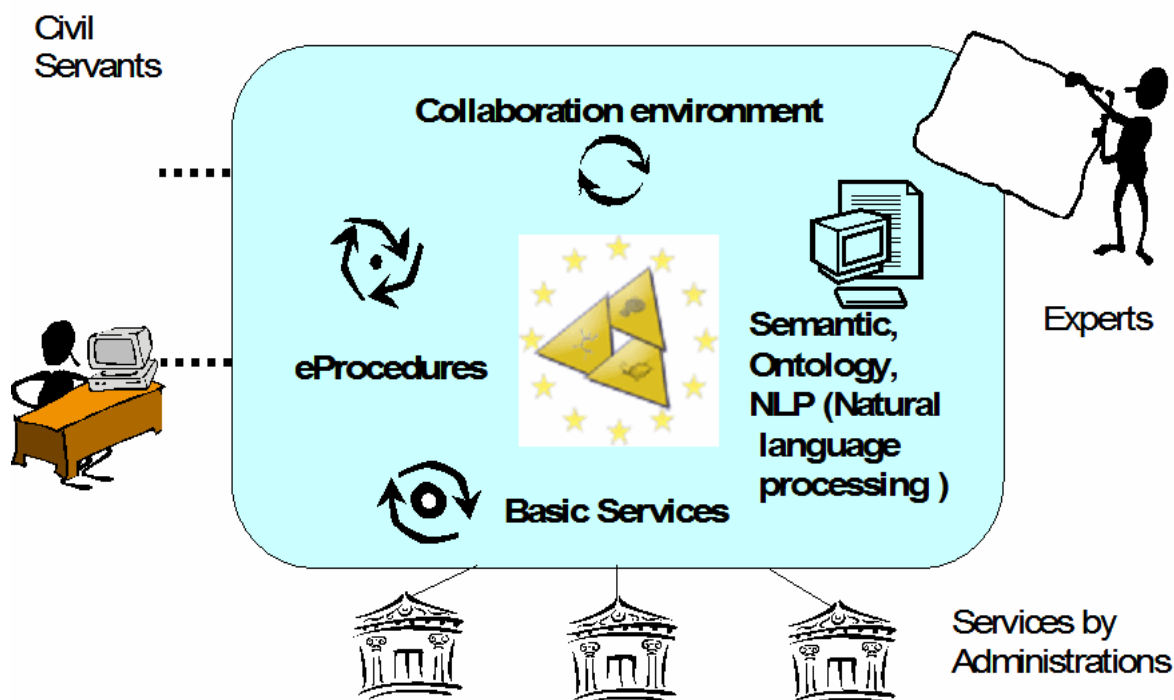 Civil
Servants
Collaboration environment
Experts
Semantic,
Ontology,
NLP (Natural
language
processing )
eProcedures
Basic Services
Services by
Administrations